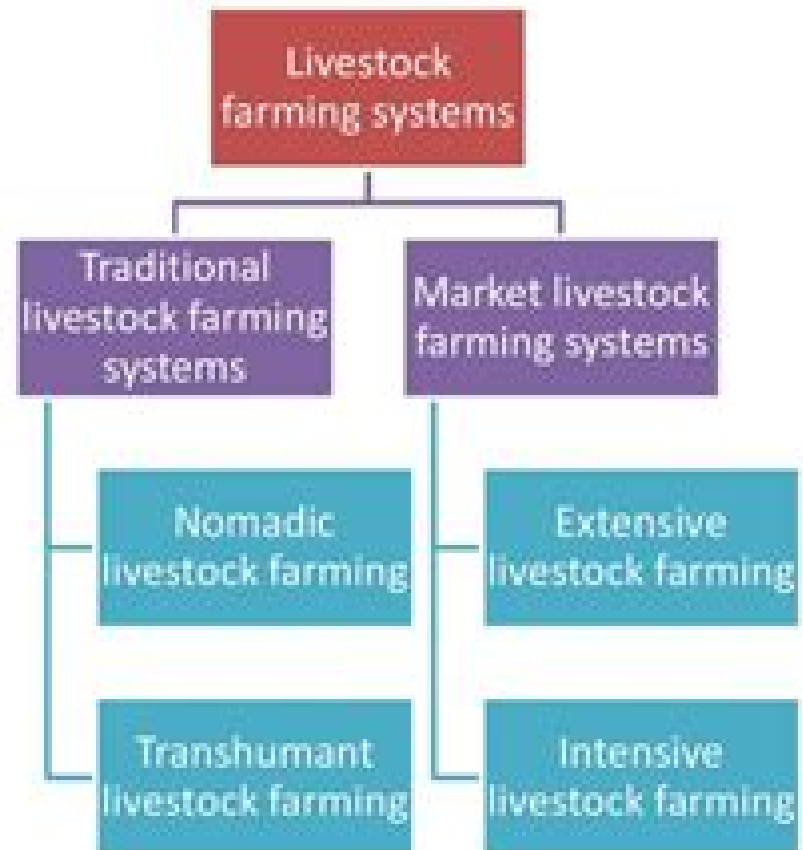 Livestock
farming systems
Traditional
livestock farming
systems
Market livestock
farming systems
Nomadic
livestock farming
Transhumant
livestock farming
Extensive
livestock farming
Intensive
livestock farming